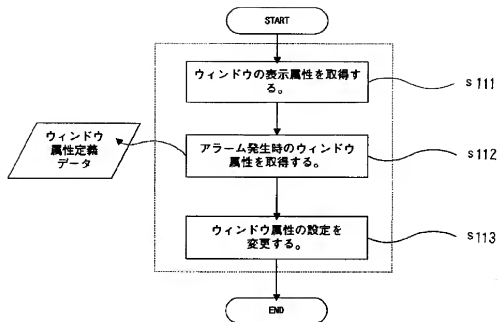 START
ウィンドウの表示属性を取得す
る。
s111
ウィンドウ
属性定義
データ
アラーム発生時のウィンドウ
属性を取得する。
s112
ウィンドウ属性の設定を
変更する。
s113
END